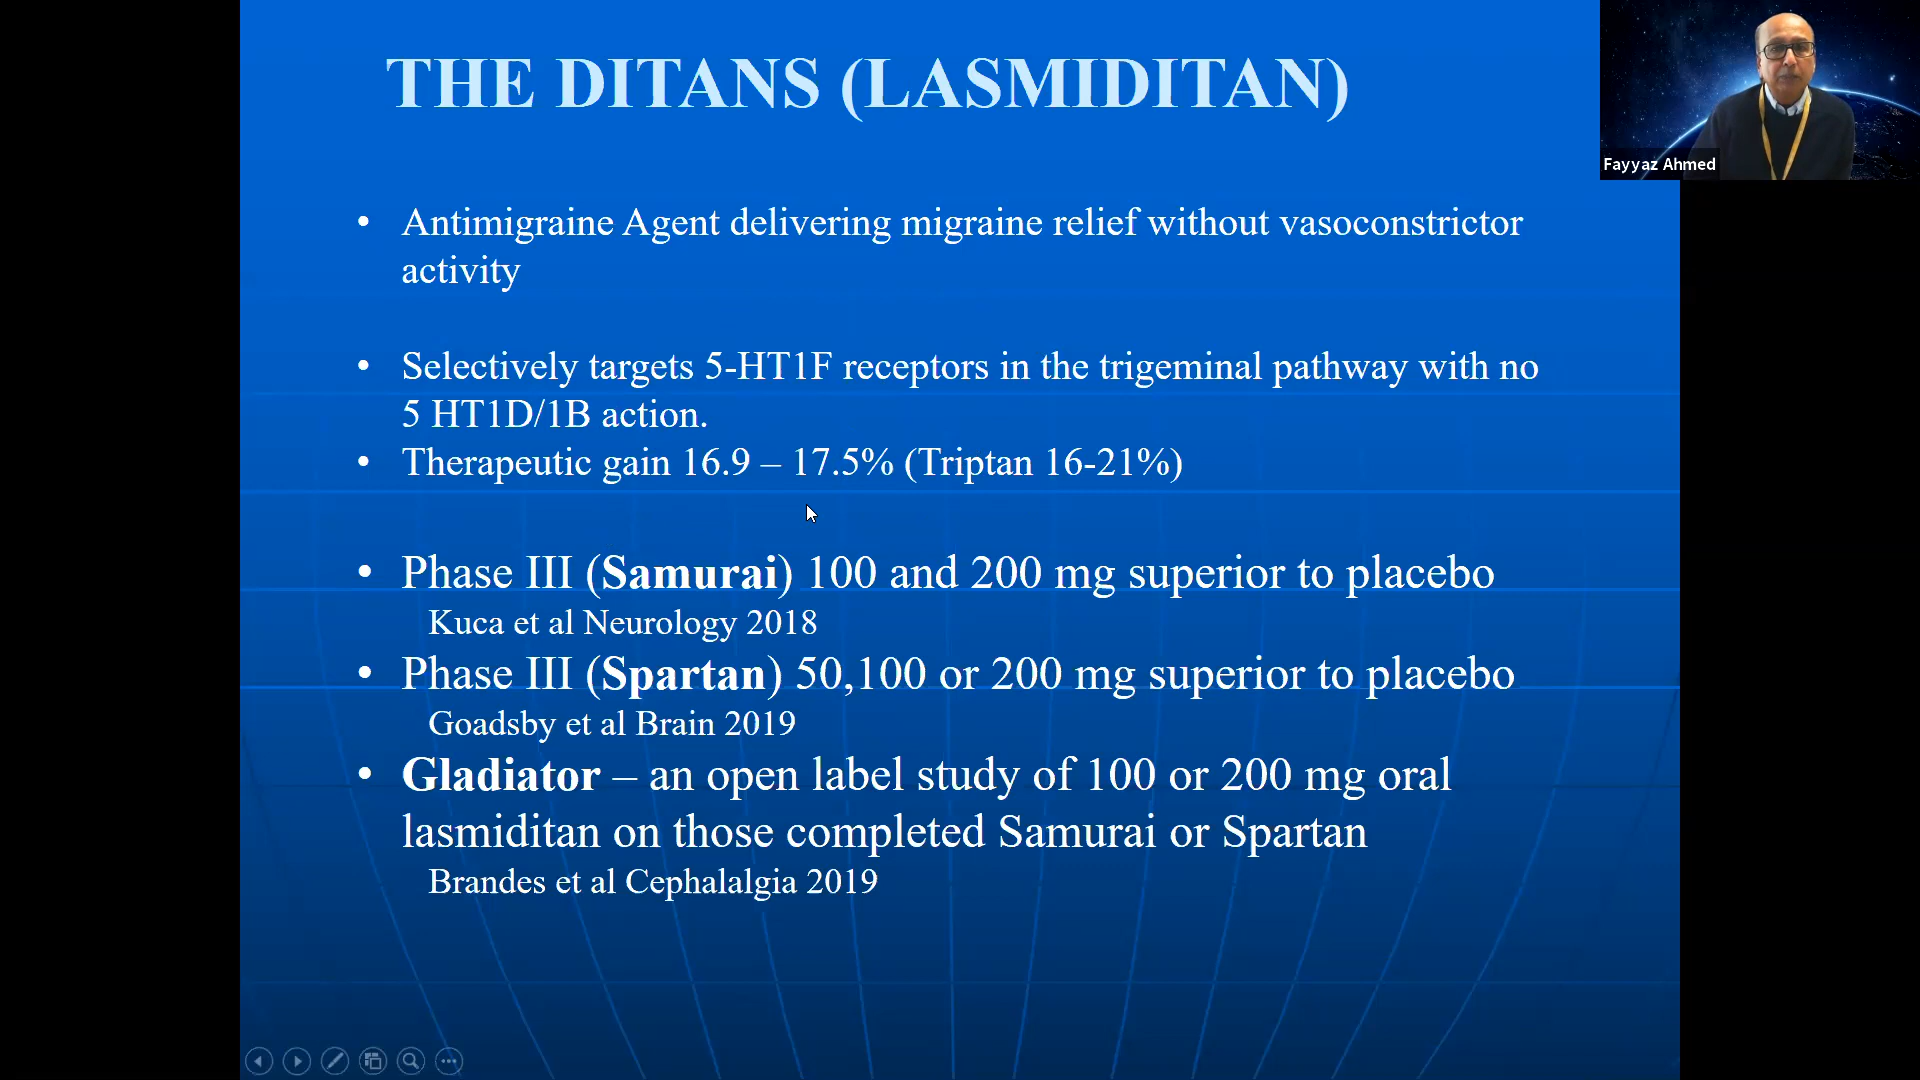 THE DITANS (LASMIDITAN)
Fayyaz Ahmed
• Antimigraine Agent delivering migraine relief without vasoconstrictor
activity
• Selectively targets 5-HT1F receptors in the trigeminal pathway with no
5 HT1D/1B action.
• Therapeutic gain 16.9 – 17.5% (Triptan 16-21%)
• Phase III (Samurai) 100 and 200 mg superior to placebo
Kuca et al Neurology 2018
• Phase III (Spartan) 50,100 or 200 mg superior to placebo
Goadsby et al Brain 2019
• Gladiator – an open label study of 100 or 200 mg oral
lasmiditan on those completed Samurai or Spartan
Brandes et al Cephalalgia 2019